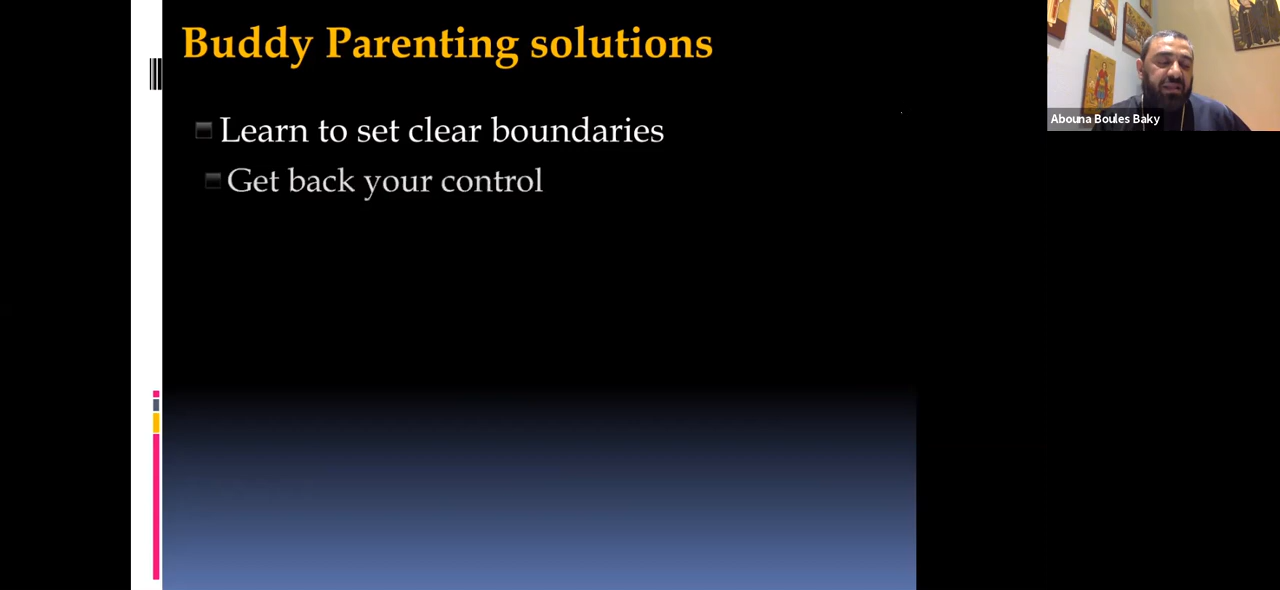 Buddy Parenting solutions
Learn to set clear boundaries
Get back your control
Abouna Boules Baky